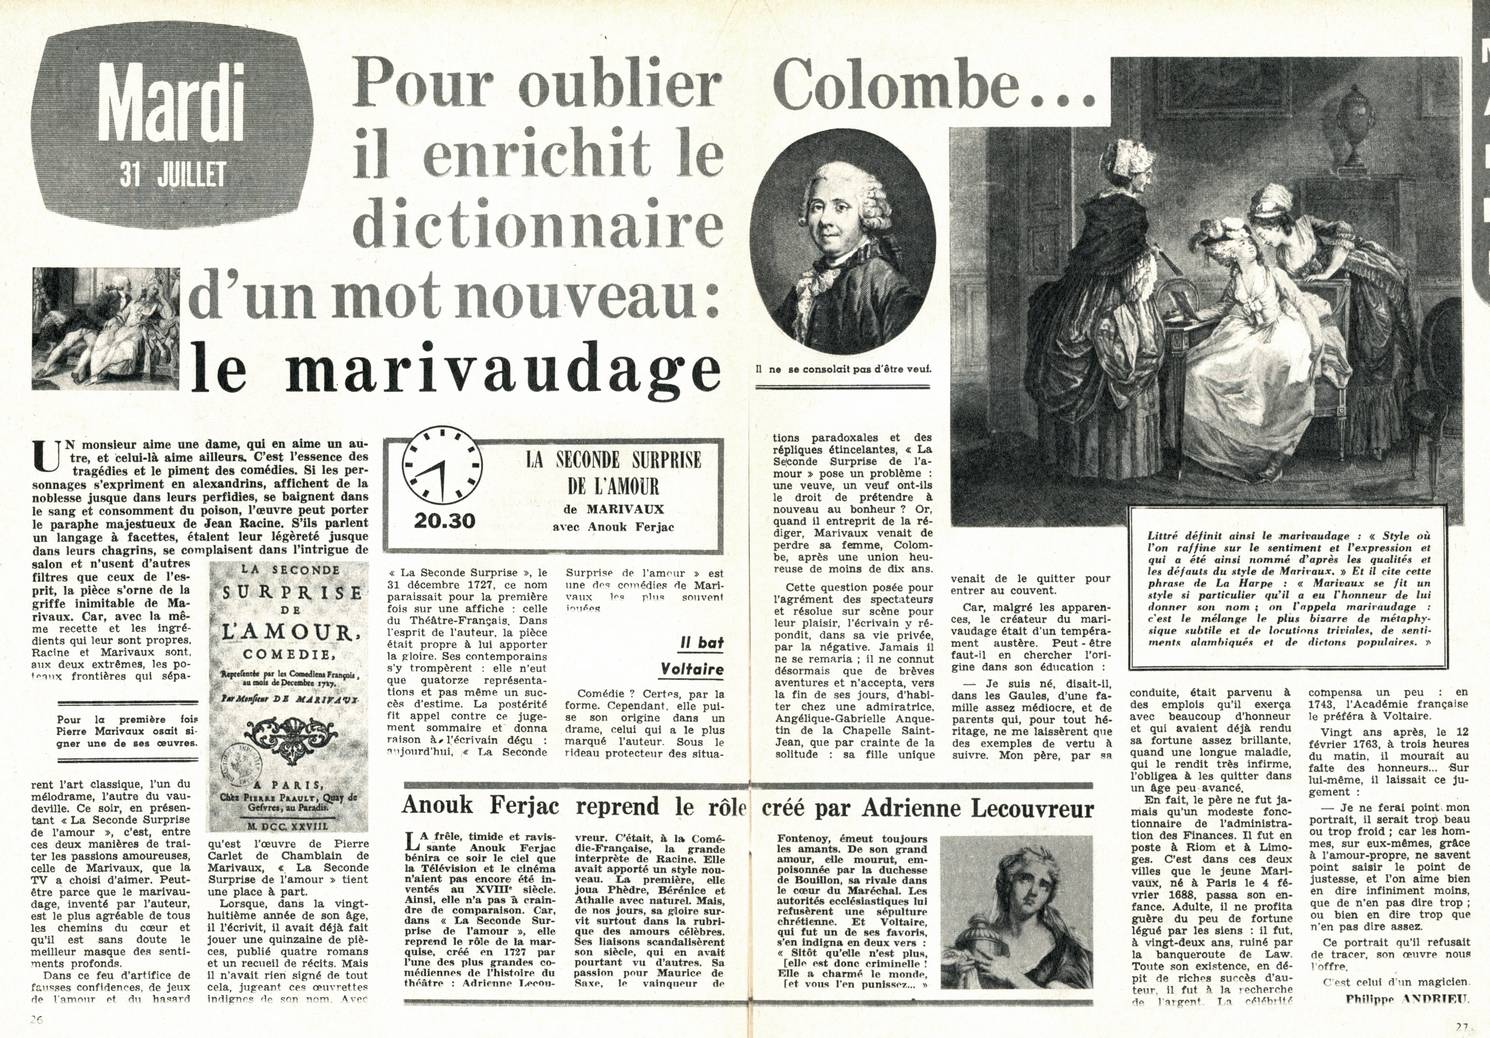 Mardi
31 JUILLET
Pour oublier Colombe...
il enrichit le
dictionnaire
d'un mot nouveau :
le marivaudage
UN monsieur aime une dame, qui en aime un au-
tre, et celui-là aime ailleurs. C'est l'essence des
tragédies et le piment des comédies. Si les per-
sonnages s'expriment en alexandrins, affichent de la
noblesse jusque dans leurs perfidies, se baignent dans
le sang et consomment du poison, l'œuvre peut porter
le paraphe majestueux de Jean Racine. S'ils parlent
un langage à facettes, étalent leur légèreté jusque
dans leurs chagrins, se complaisent dans l'intrigue de
salon et n'usent d'autres
filtres que ceux de l'es-
prit, la pièce s'orne de la
griffe inimitable de Ma-
rivaux. Car, avec la mê-
me recette et les ingré-
dients qui leur sont propres,
Racine et Marivaux sont,
aux deux extrêmes, les po-
teaux frontières qui sépa-
Pour la première fois
Pierre Marivaux osait si-
gner une de ses œuvres.
rent l'art classique, l'un du
mélodrame, l'autre du vau-
deville. Ce soir, en présen-
tant « La Seconde Surprise
de l'amour », c'est, entre
ces deux manières de trai-
ter les passions amoureuses,
celle de Marivaux, que la
TV a choisi d'aimer. Peut-
être parce que le marivau-
dage, inventé par l'auteur,
est le plus agréable de tous
les chemins du cœur et
qu'il est sans doute le
meilleur masque des senti-
ments profonds.
Dans ce feu d'artifice de
fausses confidences, de jeux
de l'amour et du hasard
LA SECONDE
SURPRISE
DE
L'AMOUR,
COMEDIE,
Representée par les Comediens François,
au mois de Decembre 1727.
Par Monsieur DE MARIVAUX
A PARIS,
Chez PIERRE PRAULT, Quay de
Gesvres, au Paradis.
M. DCC. XXVIII.
qu'est l'œuvre de Pierre
Carlet de Chamblain de
Marivaux, « La Seconde
Surprise de l'amour » tient
une place à part.
Lorsque, dans la vingt-
huitième année de son âge,
il l'écrivit, il avait déjà fait
jouer une quinzaine de piè-
ces, publié quatre romans
et un recueil de récits. Mais
il n'avait rien signé de tout
cela, jugeant ces œuvrettes
indignes de son nom. Avec
20.30
LA SECONDE SURPRISE
DE L'AMOUR
de MARIVAUX
avec Anouk Ferjac
« La Seconde Surprise », le
31 décembre 1727, ce nom
paraissait pour la première
fois sur une affiche : celle
du Théâtre-Français. Dans
l'esprit de l'auteur, la pièce
était propre à lui apporter
la gloire. Ses contemporains
s'y trompèrent : elle n'eut
que quatorze représenta-
tions et pas même un suc-
cès d'estime. La postérité
fit appel contre ce juge-
ment sommaire et donna
raison à l'écrivain déçu :
aujourd'hui, « La Seconde
Surprise de l'amour » est
une des comédies de Mari-
vaux les plus souvent
jouées.
Il bat
Voltaire
Comédie ? Certes, par la
forme. Cependant, elle pui-
se son origine dans un
drame, celui qui a le plus
marqué l'auteur. Sous le
rideau protecteur des situa-
Il ne se consolait pas d'être veuf.
tions paradoxales et des
répliques étincelantes, « La
Seconde Surprise de l'a-
mour » pose un problème :
une veuve, un veuf ont-ils
le droit de prétendre à
nouveau au bonheur ? Or,
quand il entreprit de la ré-
diger, Marivaux venait de
perdre sa femme, Colom-
be, après une union heu-
reuse de moins de dix ans.
Cette question posée pour
l'agrément des spectateurs
et résolue sur scène pour
leur plaisir, l'écrivain y ré-
pondit, dans sa vie privée,
par la négative. Jamais il
ne se remaria ; il ne connut
désormais que de brèves
aventures et n'accepta, vers
la fin de ses jours, d'habi-
ter chez une admiratrice,
Angélique-Gabrielle Anque-
tin de la Chapelle Saint-
Jean, que par crainte de la
solitude : sa fille unique
venait de le quitter pour
entrer au couvent.
Car, malgré les apparen-
ces, le créateur du mari-
vaudage était d'un tempéra-
ment austère. Peut-être
faut-il en chercher l'ori-
gine dans son éducation :
— Je suis né, disait-il,
dans les Gaules, d'une fa-
mille assez médiocre, et de
parents qui, pour tout hé-
ritage, ne me laissèrent que
des exemples de vertu à
suivre. Mon père, par sa
Littré définit ainsi le marivaudage : « Style où
l'on raffine sur le sentiment et l'expression et
qui a été ainsi nommé d'après les qualités et
les défauts du style de Marivaux. » Et il cite cette
phrase de La Harpe : « Marivaux se fit un
style si particulier qu'il a eu l'honneur de lui
donner son nom ; on l'appela marivaudage :
c'est le mélange le plus bizarre de métaphy-
sique subtile et de locutions triviales, de senti-
ments alambiqués et de dictons populaires. »
conduite, était parvenu à
des emplois qu'il exerça
avec beaucoup d'honneur
et qui avaient déjà rendu
sa fortune assez brillante,
quand une longue maladie,
qui le rendit très infirme,
l'obligea à les quitter dans
un âge peu avancé.
En fait, le père ne fut ja-
mais qu'un modeste fonc-
tionnaire de l'administra-
tion des Finances. Il fut en
poste à Riom et à Limo-
ges. C'est dans ces deux
villes que le jeune Mari-
vaux, né à Paris le 4 fé-
vrier 1688, passa son en-
fance. Adulte, il ne profita
guère du peu de fortune
légué par les siens : il fut,
à vingt-deux ans, ruiné par
la banqueroute de Law.
Toute son existence, en dé-
pit de riches succès d'au-
teur, il fut à la recherche
de l'argent. La célébrité
compensa un peu : en
1743, l'Académie française
le préféra à Voltaire.
Vingt ans après, le 12
février 1763, à trois heures
du matin, il mourait au
faîte des honneurs... Sur
lui-même, il laissait ce ju-
gement :
— Je ne ferai point mon
portrait, il serait trop beau
ou trop froid ; car les hom-
mes, sur eux-mêmes, grâce
à l'amour-propre, ne savent
point saisir le point de
justesse, et l'on aime bien
en dire infiniment moins,
que de n'en pas dire trop ;
ou bien en dire trop que
n'en pas dire assez.
Ce portrait qu'il refusait
de tracer, son œuvre nous
l'offre.
C'est celui d'un magicien.
Philippe ANDRIEU.
Anouk Ferjac reprend le rôle créé par Adrienne Lecouvreur
LA frêle, timide et ravis-
sante Anouk Ferjac
bénira ce soir le ciel que
la Télévision et le cinéma
n'aient pas encore été in-
ventés au XVIIIe siècle.
Ainsi, elle n'a pas à crain-
dre de comparaison. Car,
dans « La Seconde Sur-
prise de l'amour », elle
reprend le rôle de la mar-
quise, créé en 1727 par
l'une des plus grandes co-
médiennes de l'histoire du
théâtre : Adrienne Lecou-
vreur. C'était, à la Comé-
die-Française, la grande
interprète de Racine. Elle
avait apporté un style nou-
veau. La première, elle
joua Phèdre, Bérénice et
Athalie avec naturel. Mais,
de nos jours, sa gloire sur-
vit surtout dans la rubri-
que des amours célèbres.
Ses liaisons scandalisèrent
son siècle, qui en avait
pourtant vu d'autres. Sa
passion pour Maurice de
Saxe, le vainqueur de
Fontenoy, émeut toujours
les amants. De son grand
amour, elle mourut, em-
poisonnée par la duchesse
de Bouillon, sa rivale dans
le cœur du Maréchal. Les
autorités ecclésiastiques lui
refusèrent une sépulture
chrétienne. Et Voltaire,
qui fut un de ses favoris,
s'en indigna en deux vers :
« Sitôt qu'elle n'est plus,
[elle est donc criminelle !
Elle a charmé le monde,
[et vous l'en punissez... »
26
27